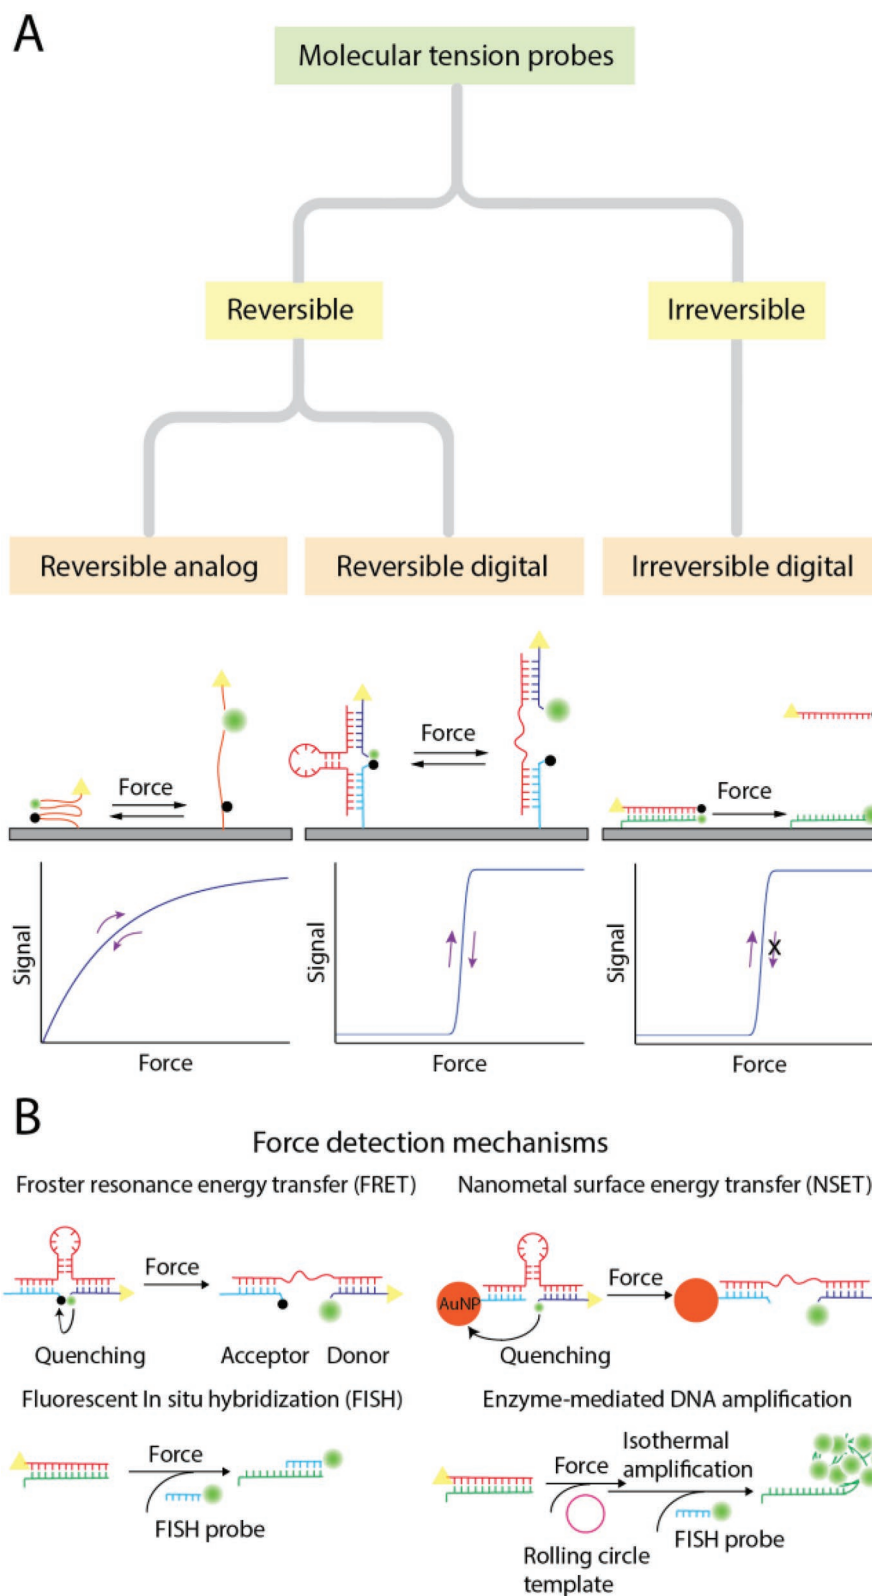 A
Molecular tension probes
Reversible
Irreversible
Reversible analog
Reversible digital
Irreversible digital
Force
Force
Force
Signal
Force
Signal
Force
Signal
X
Force
B
Force detection mechanisms
Froster resonance energy transfer (FRET)
Nanometal surface energy transfer (NSET)
Force
Quenching
Acceptor
Donor
AuNP
Force
Quenching
Fluorescent In situ hybridization (FISH)
Enzyme-mediated DNA amplification
Force
FISH probe
Force
Isothermal
amplification
Rolling circle
template
FISH probe